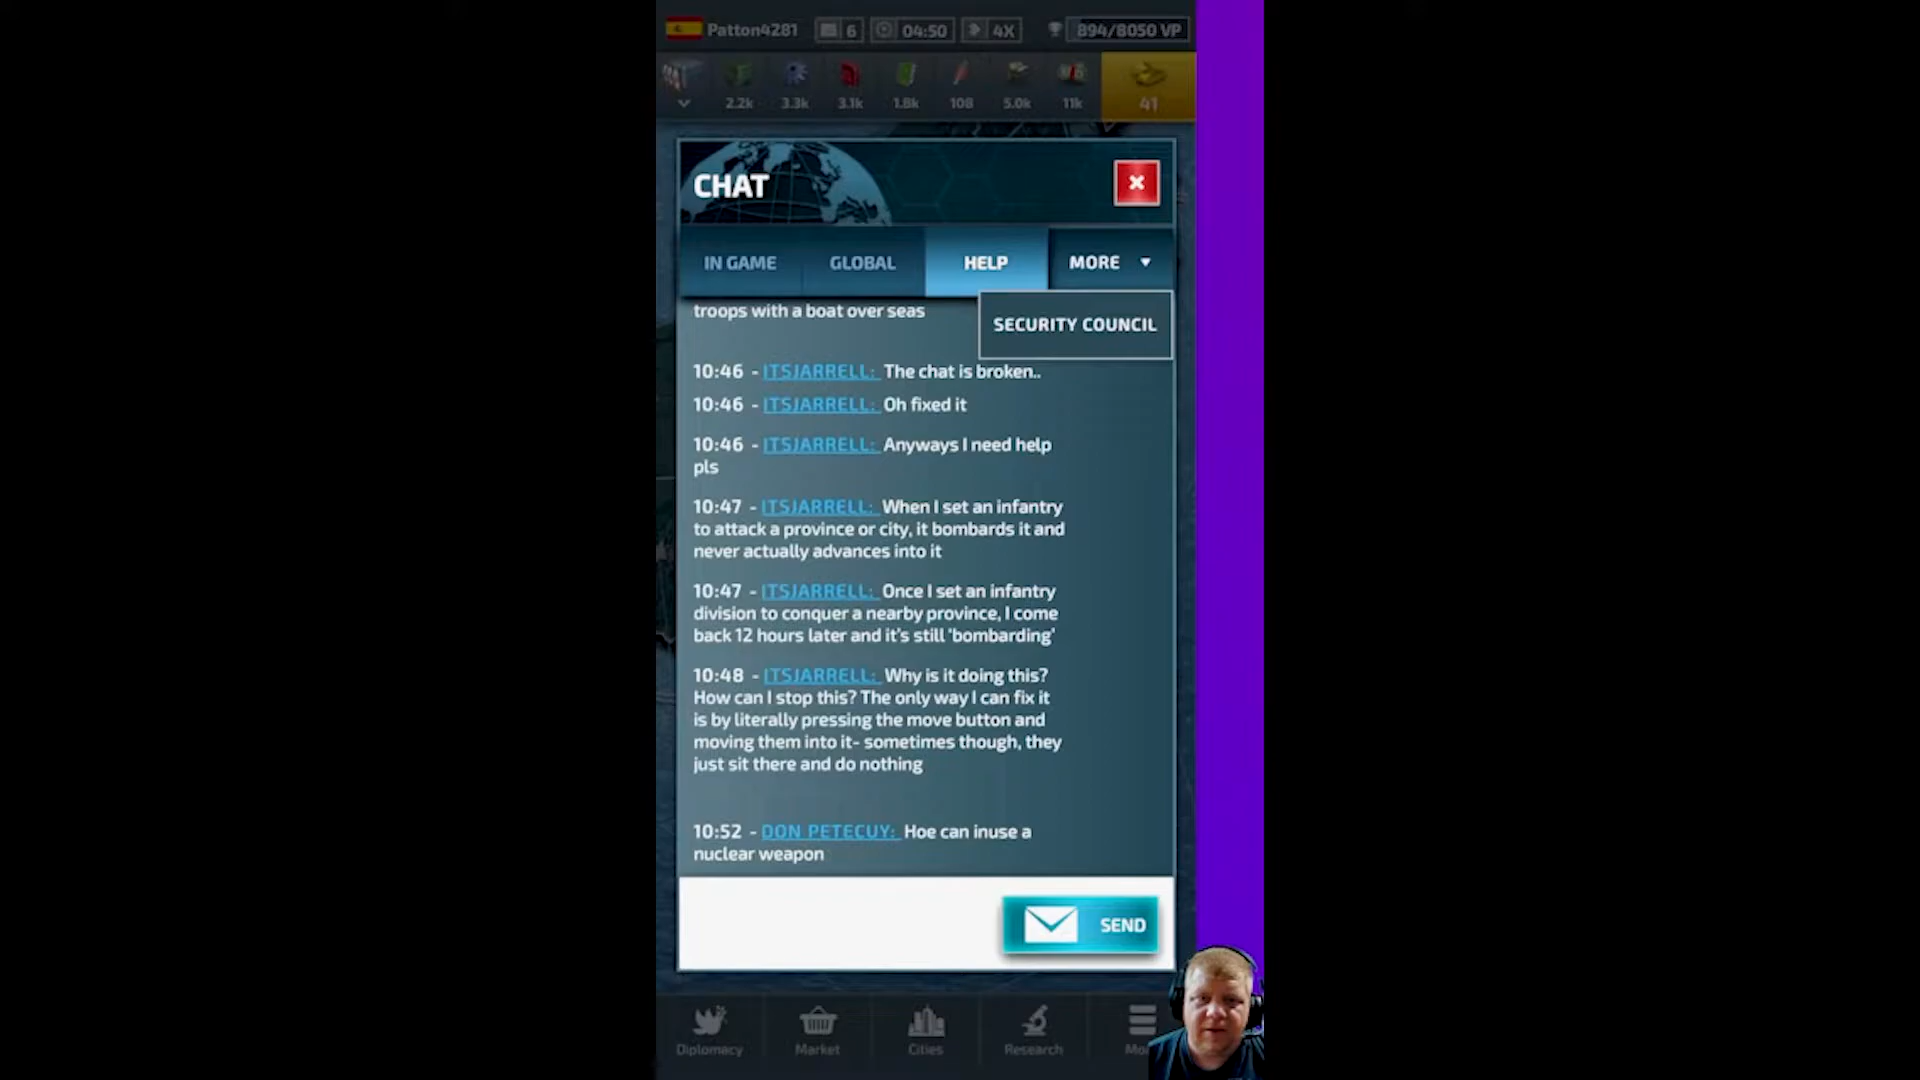 Patton4281 6 04:50 4X 894/8050 VP
2.2k 3.3k 3.1k 1.8k 108 5.0k 11k 41
CHAT
IN GAME GLOBAL HELP MORE
SECURITY COUNCIL
troops with a boat over seas
10:46 - ITSJARRELL: The chat is broken..
10:46 - ITSJARRELL: Oh fixed it
10:46 - ITSJARRELL: Anyways I need help
pls
10:47 - ITSJARRELL: When I set an infantry
to attack a province or city, it bombards it and
never actually advances into it
10:47 - ITSJARRELL: Once I set an infantry
division to conquer a nearby province, I come
back 12 hours later and it's still 'bombarding'
10:48 - ITSJARRELL: Why is it doing this?
How can I stop this? The only way I can fix it
is by literally pressing the move button and
moving them into it- sometimes though, they
just sit there and do nothing
10:52 - DON PETECUY: Hoe can inuse a
nuclear weapon
SEND
Diplomacy Market Cities Research